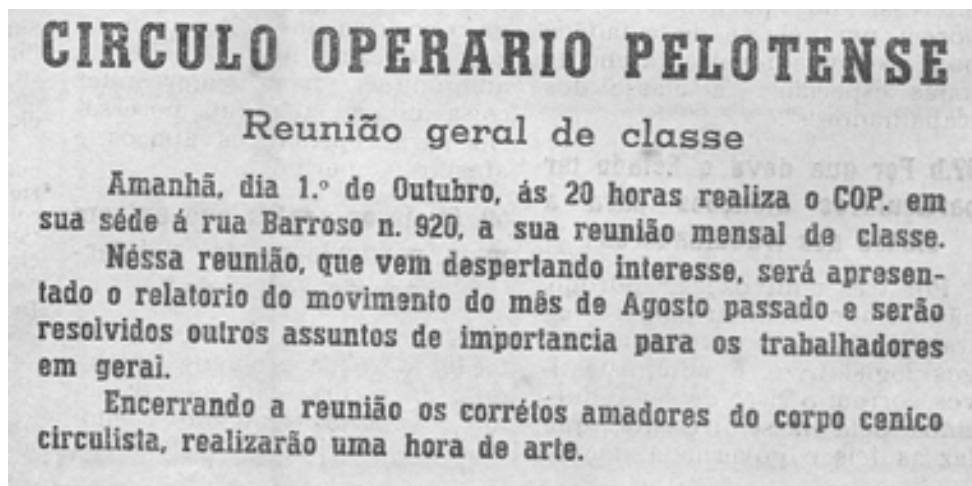 CIRCULO OPERARIO PELOTENSE
Reunião geral de classe
Amanhã, dia 1.º de Outubro, ás 20 horas realiza o COP. em
sua séde á rua Barroso n. 920, a sua reunião mensal de classe.
Néssa reunião, que vem despertando interesse, será apresen-
tado o relatorio do movimento do mês de Agosto passado e serão
resolvidos outros assuntos de importancia para os trabalhadores
em geral.
Encerrando a reunião os corrétos amadores do corpo cenico
circulista, realizarão uma hora de arte.